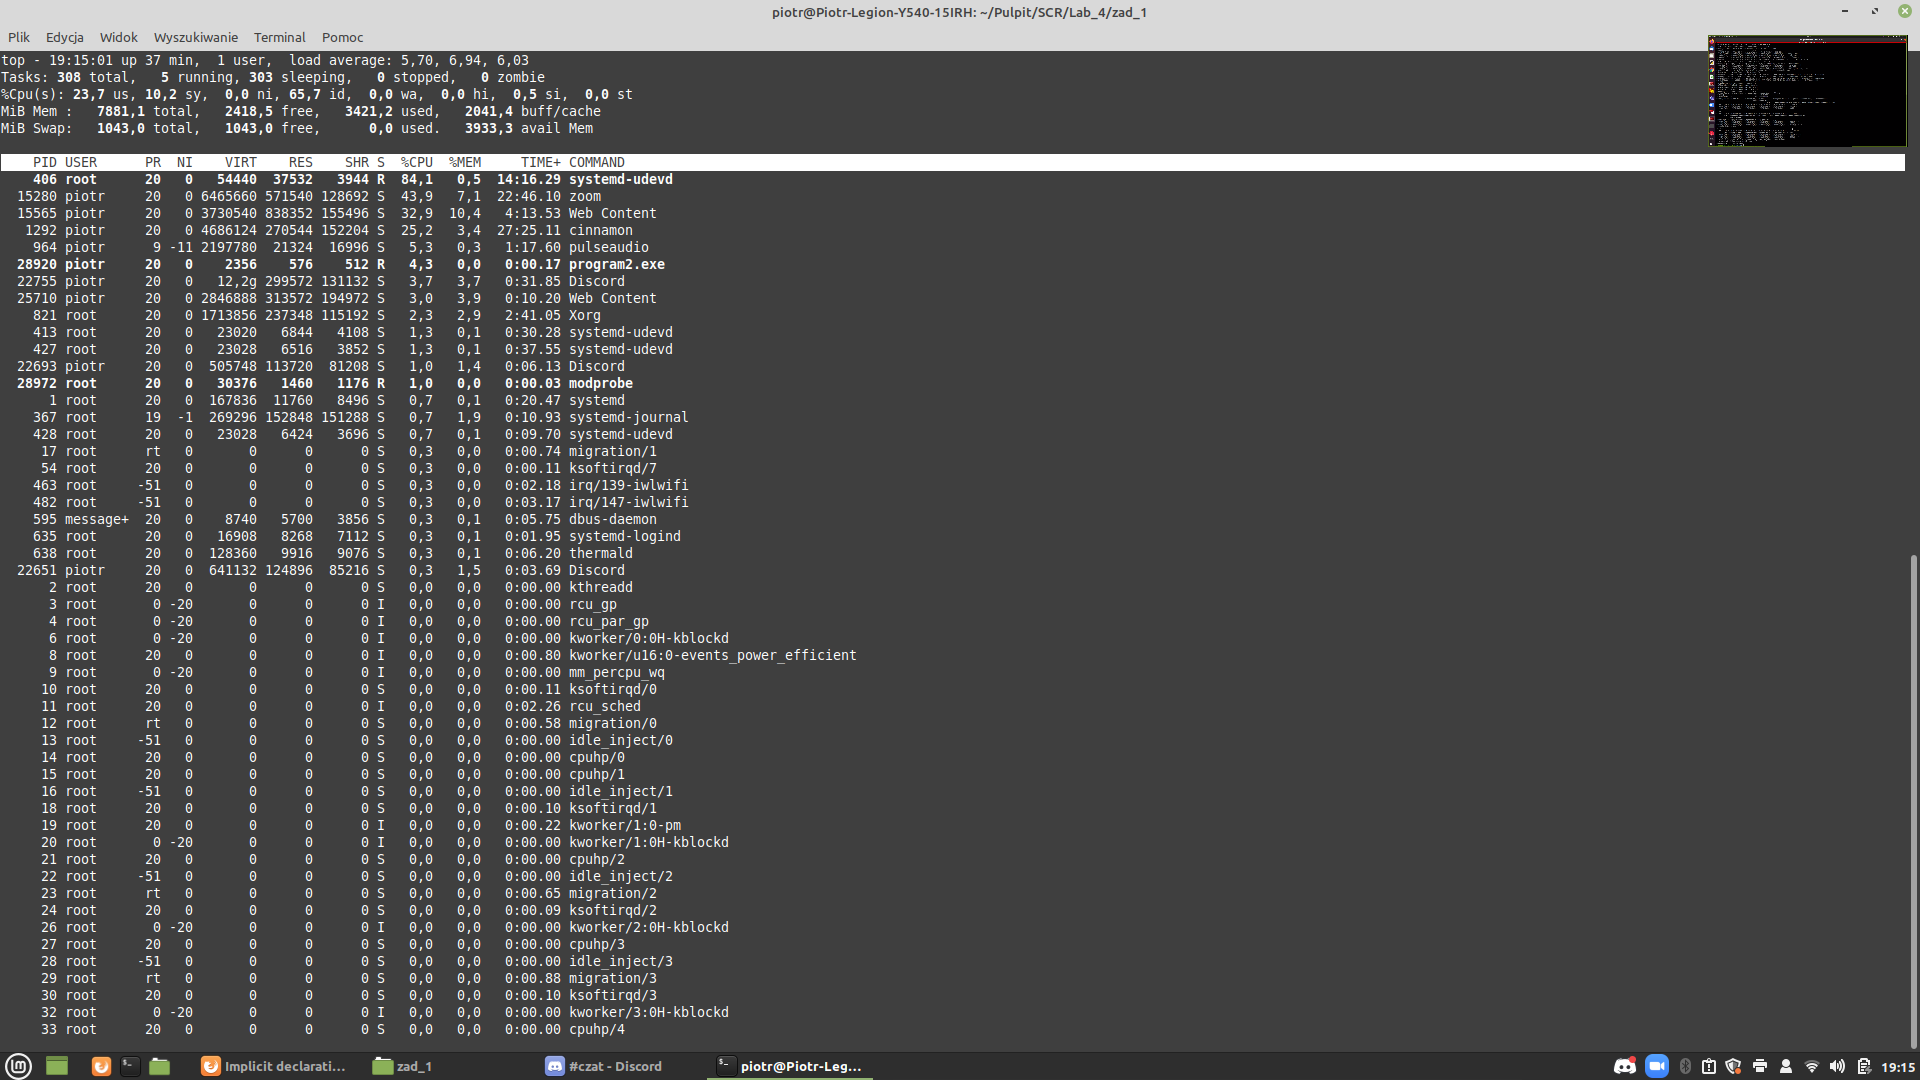 piotr@Piotr-Legion-Y540-15IRH: ~/Pulpit/SCR/Lab_4/zad_1
Plik Edycja Widok Wyszukiwanie Terminal Pomoc
top - 19:15:01 up 37 min,  1 user,  load average: 5,70, 6,94, 6,03
Tasks: 308 total,   5 running, 303 sleeping,   0 stopped,   0 zombie
%Cpu(s): 23,7 us, 10,2 sy,  0,0 ni, 65,7 id,  0,0 wa,  0,0 hi,  0,5 si,  0,0 st
MiB Mem :   7881,1 total,   2418,5 free,   3421,2 used,   2041,4 buff/cache
MiB Swap:   1043,0 total,   1043,0 free,      0,0 used.   3933,3 avail Mem
PID USER PR NI VIRT RES SHR S %CPU %MEM TIME+ COMMAND
406 root 20 0 54440 37532 3944 R 84,1 0,5 14:16.29 systemd-udevd
15280 piotr 20 0 6465660 571540 128692 S 43,9 7,1 22:46.10 zoom
15565 piotr 20 0 3730540 838352 155496 S 32,9 10,4 4:13.53 Web Content
1292 piotr 20 0 4686124 270544 152204 S 25,2 3,4 27:25.11 cinnamon
964 piotr 9 -11 2197780 21324 16996 S 5,3 0,3 1:17.60 pulseaudio
28920 piotr 20 0 2356 576 512 R 4,3 0,0 0:00.17 program2.exe
22755 piotr 20 0 12,2g 299572 131132 S 3,7 3,7 0:31.85 Discord
25710 piotr 20 0 2846888 313572 194972 S 3,0 3,9 0:10.20 Web Content
821 root 20 0 1713856 237348 115192 S 2,3 2,9 2:41.05 Xorg
413 root 20 0 23020 6844 4108 S 1,3 0,1 0:30.28 systemd-udevd
427 root 20 0 23028 6516 3852 S 1,3 0,1 0:37.55 systemd-udevd
22693 piotr 20 0 505748 113720 81208 S 1,0 1,4 0:06.13 Discord
28972 root 20 0 30376 1460 1176 R 1,0 0,0 0:00.03 modprobe
1 root 20 0 167836 11760 8496 S 0,7 0,1 0:20.47 systemd
367 root 19 -1 269296 152848 151288 S 0,7 1,9 0:10.93 systemd-journal
428 root 20 0 23028 6424 3696 S 0,7 0,1 0:09.70 systemd-udevd
17 root rt 0 0 0 0 S 0,3 0,0 0:00.74 migration/1
54 root 20 0 0 0 0 S 0,3 0,0 0:00.11 ksoftirqd/7
463 root -51 0 0 0 0 S 0,3 0,0 0:02.18 irq/139-iwlwifi
482 root -51 0 0 0 0 S 0,3 0,0 0:03.17 irq/147-iwlwifi
595 message+ 20 0 8740 5700 3856 S 0,3 0,1 0:05.75 dbus-daemon
635 root 20 0 16908 8268 7112 S 0,3 0,1 0:01.95 systemd-logind
638 root 20 0 128360 9916 9076 S 0,3 0,1 0:06.20 thermald
22651 piotr 20 0 641132 124896 85216 S 0,3 1,5 0:03.69 Discord
2 root 20 0 0 0 0 S 0,0 0,0 0:00.00 kthreadd
3 root 0 -20 0 0 0 I 0,0 0,0 0:00.00 rcu_gp
4 root 0 -20 0 0 0 I 0,0 0,0 0:00.00 rcu_par_gp
6 root 0 -20 0 0 0 I 0,0 0,0 0:00.00 kworker/0:0H-kblockd
8 root 20 0 0 0 0 I 0,0 0,0 0:00.80 kworker/u16:0-events_power_efficient
9 root 0 -20 0 0 0 I 0,0 0,0 0:00.00 mm_percpu_wq
10 root 20 0 0 0 0 S 0,0 0,0 0:00.11 ksoftirqd/0
11 root 20 0 0 0 0 I 0,0 0,0 0:02.26 rcu_sched
12 root rt 0 0 0 0 S 0,0 0,0 0:00.58 migration/0
13 root -51 0 0 0 0 S 0,0 0,0 0:00.00 idle_inject/0
14 root 20 0 0 0 0 S 0,0 0,0 0:00.00 cpuhp/0
15 root 20 0 0 0 0 S 0,0 0,0 0:00.00 cpuhp/1
16 root -51 0 0 0 0 S 0,0 0,0 0:00.00 idle_inject/1
18 root 20 0 0 0 0 S 0,0 0,0 0:00.10 ksoftirqd/1
19 root 20 0 0 0 0 I 0,0 0,0 0:00.22 kworker/1:0-pm
20 root 0 -20 0 0 0 I 0,0 0,0 0:00.00 kworker/1:0H-kblockd
21 root 20 0 0 0 0 S 0,0 0,0 0:00.00 cpuhp/2
22 root -51 0 0 0 0 S 0,0 0,0 0:00.00 idle_inject/2
23 root rt 0 0 0 0 S 0,0 0,0 0:00.65 migration/2
24 root 20 0 0 0 0 S 0,0 0,0 0:00.09 ksoftirqd/2
26 root 0 -20 0 0 0 I 0,0 0,0 0:00.00 kworker/2:0H-kblockd
27 root 20 0 0 0 0 S 0,0 0,0 0:00.00 cpuhp/3
28 root -51 0 0 0 0 S 0,0 0,0 0:00.00 idle_inject/3
29 root rt 0 0 0 0 S 0,0 0,0 0:00.88 migration/3
30 root 20 0 0 0 0 S 0,0 0,0 0:00.10 ksoftirqd/3
32 root 0 -20 0 0 0 I 0,0 0,0 0:00.00 kworker/3:0H-kblockd
33 root 20 0 0 0 0 S 0,0 0,0 0:00.00 cpuhp/4
Implicit declarati... zad_1 #czat - Discord piotr@Piotr-Leg... 19:15